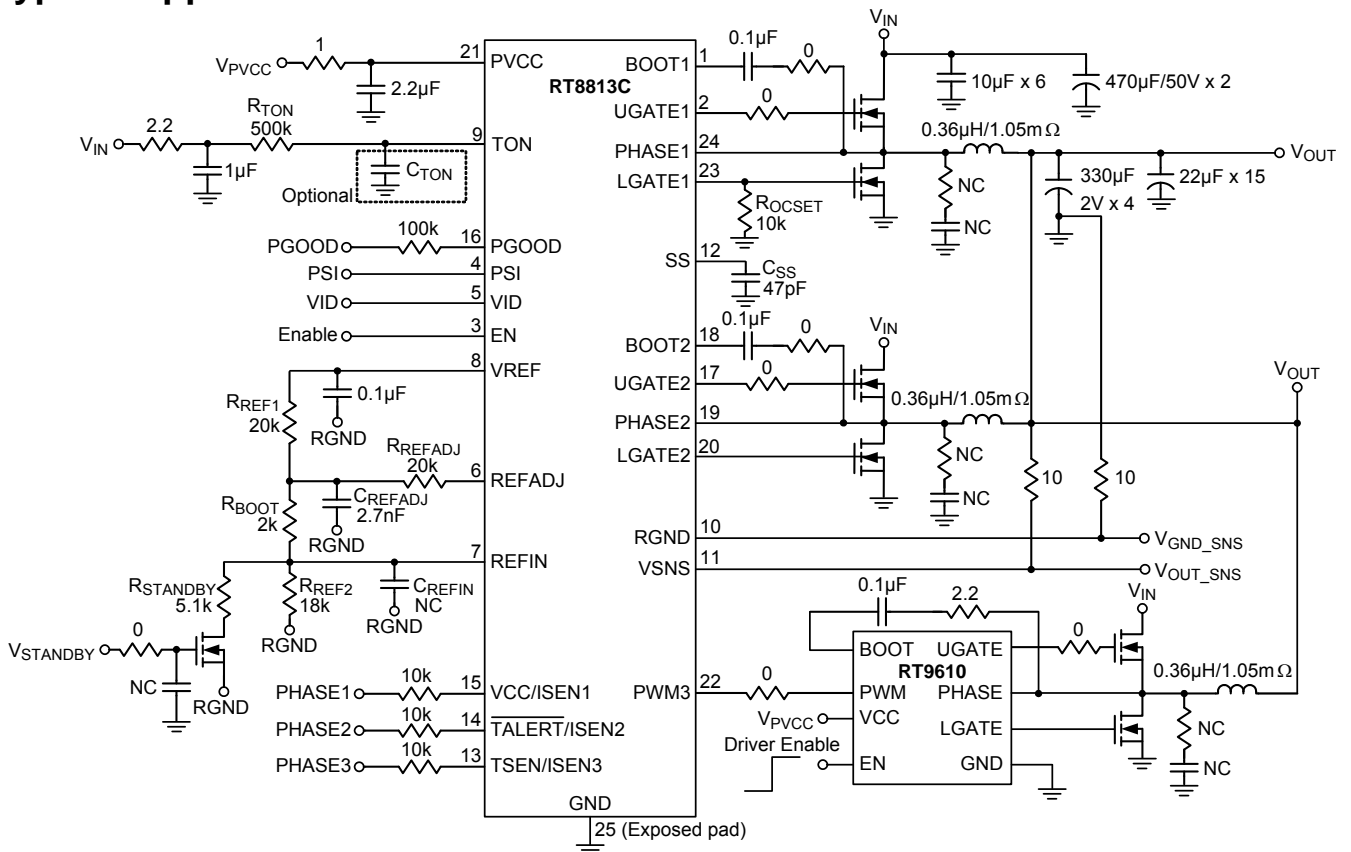 V_IN
1
V_PVCC
21
PVCC
2.2µF
RT8813C
BOOT1
1
0.1µF
0
10µF x 6
470µF/50V x 2
UGATE1
2
0
R_TON
500k
2.2
V_IN
9
TON
1µF
Optional
C_TON
PHASE1
24
0.36µH/1.05mΩ
V_OUT
LGATE1
23
R_OCSET
10k
NC
NC
330µF
2V x 4
22µF x 15
PGOOD
100k
16
PGOOD
PSI
4
PSI
VID
5
VID
Enable
3
EN
SS
12
C_SS
47pF
8
VREF
0.1µF
RGND
R_REF1
20k
BOOT2
18
0.1µF
0
V_IN
UGATE2
17
0
PHASE2
19
0.36µH/1.05mΩ
V_OUT
LGATE2
20
NC
NC
R_REFADJ
20k
6
REFADJ
C_REFADJ
2.7nF
RGND
R_BOOT
2k
10
10
7
REFIN
RGND
10
V_GND_SNS
VSNS
11
V_OUT_SNS
R_STANDBY
5.1k
R_REF2
18k
RGND
C_REFIN
NC
RGND
V_STANDBY
0
NC
RGND
0.1µF
2.2
V_IN
BOOT
UGATE
0
RT9610
PHASE1
10k
15
VCC/ISEN1
PWM3
22
0
PWM
PHASE
0.36µH/1.05mΩ
PHASE2
10k
14
TALERT/ISEN2
V_PVCC
VCC
LGATE
NC
NC
PHASE3
10k
13
TSEN/ISEN3
Driver Enable
EN
GND
GND
25 (Exposed pad)